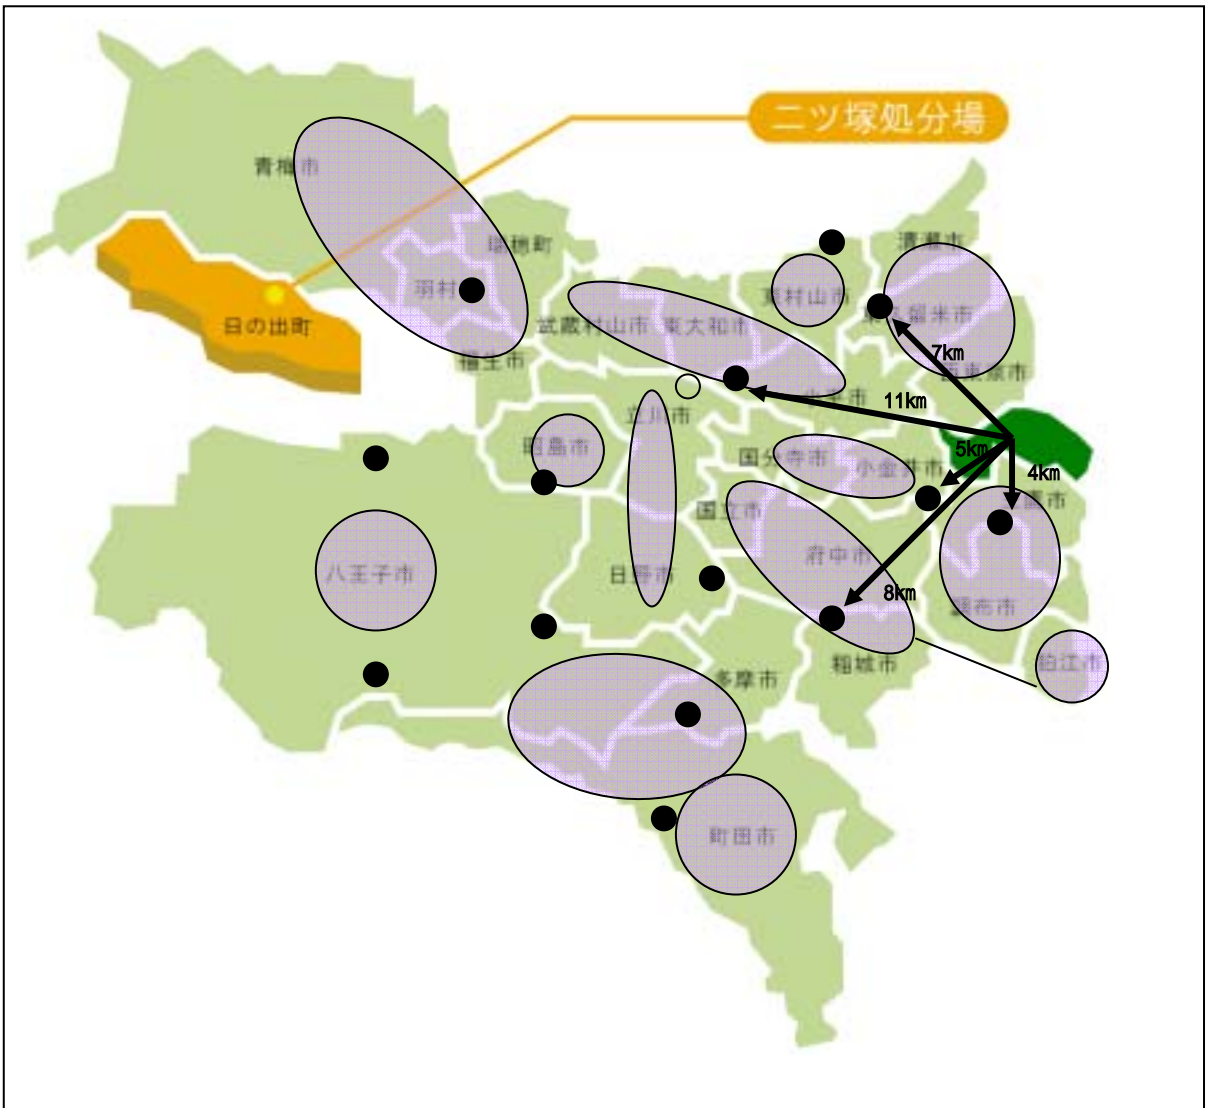 二ツ塚処分場
青梅市
清瀬市
瑞穂町
羽村
東村山市
日の出町
武蔵村山市
東大和市
久留米市
7km
福生市
西東京市
小平市
11km
立川市
昭島市
国分寺市
小金井市
5km
4km
国立市
府中市
八王子市
日野市
8km
調布市
稲城市
狛江市
多摩市
町田市